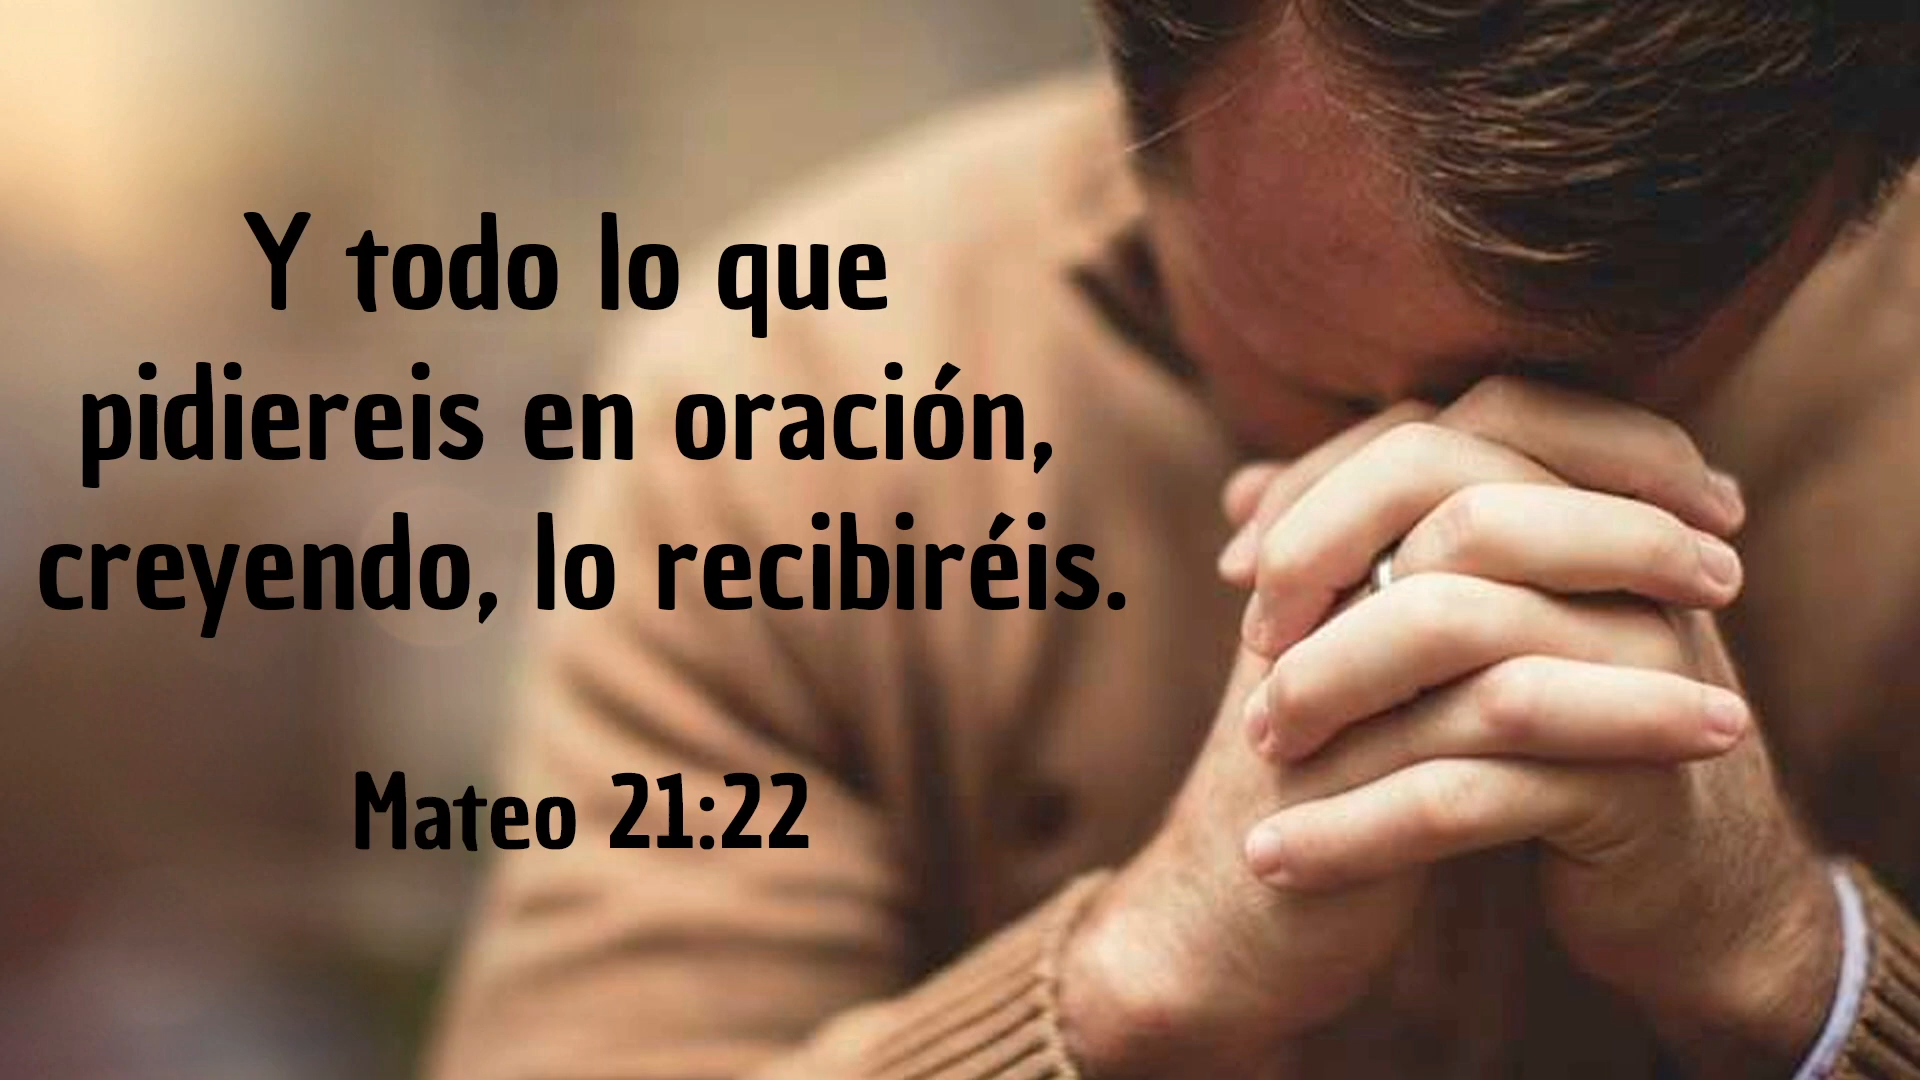 Y todo lo que
pidiereis en oración,
creyendo, lo recibiréis.
Mateo 21:22